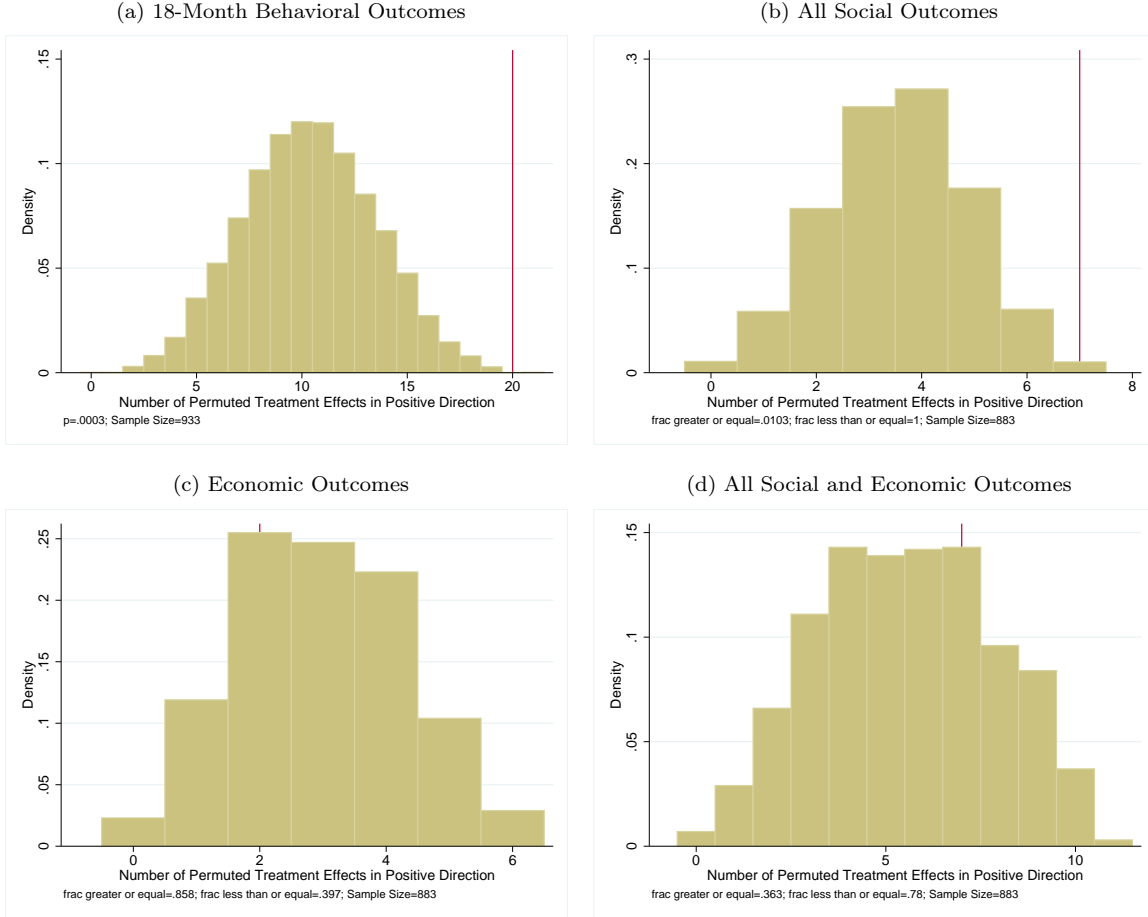 (a) 18-Month Behavioral Outcomes
.15
.1
.05
0
Density
0 5 10 15 20
Number of Permuted Treatment Effects in Positive Direction
p=.0003; Sample Size=933
(b) All Social Outcomes
.3
.2
.1
0
Density
0 2 4 6 8
Number of Permuted Treatment Effects in Positive Direction
frac greater or equal=.0103; frac less than or equal=1; Sample Size=883
(c) Economic Outcomes
.25
.2
.15
.1
.05
0
Density
0 2 4 6
Number of Permuted Treatment Effects in Positive Direction
frac greater or equal=.858; frac less than or equal=.397; Sample Size=883
(d) All Social and Economic Outcomes
.15
.1
.05
0
Density
0 5 10
Number of Permuted Treatment Effects in Positive Direction
frac greater or equal=.363; frac less than or equal=.78; Sample Size=883